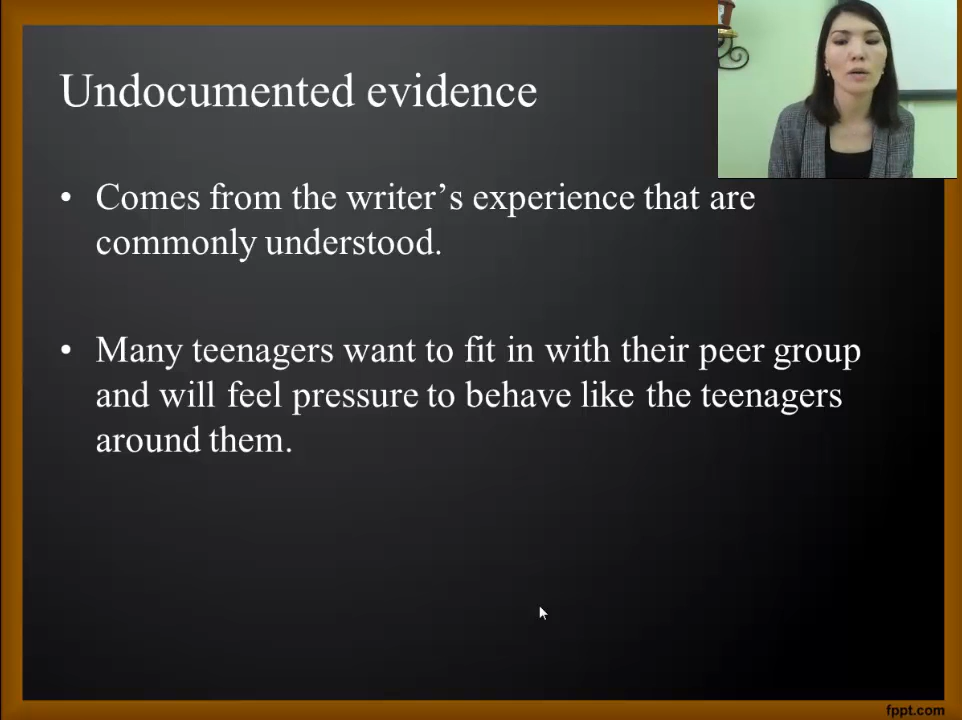 Undocumented evidence
• Comes from the writer’s experience that are
commonly understood.
• Many teenagers want to fit in with their peer group
and will feel pressure to behave like the teenagers
around them.
fppt.com